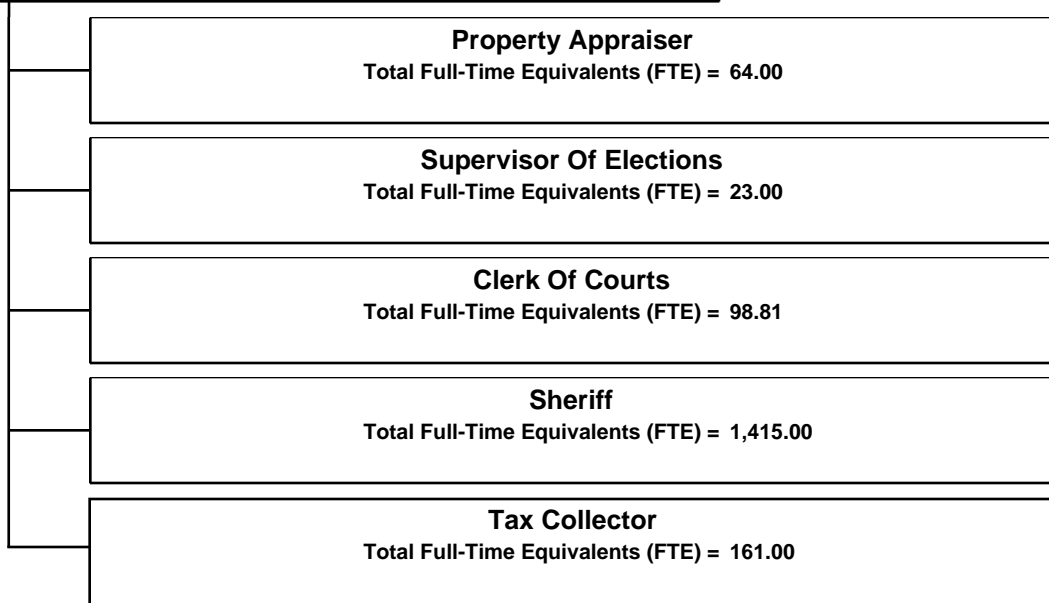 Property Appraiser
Total Full-Time Equivalents (FTE) = 64.00
Supervisor Of Elections
Total Full-Time Equivalents (FTE) = 23.00
Clerk Of Courts
Total Full-Time Equivalents (FTE) = 98.81
Sheriff
Total Full-Time Equivalents (FTE) = 1,415.00
Tax Collector
Total Full-Time Equivalents (FTE) = 161.00